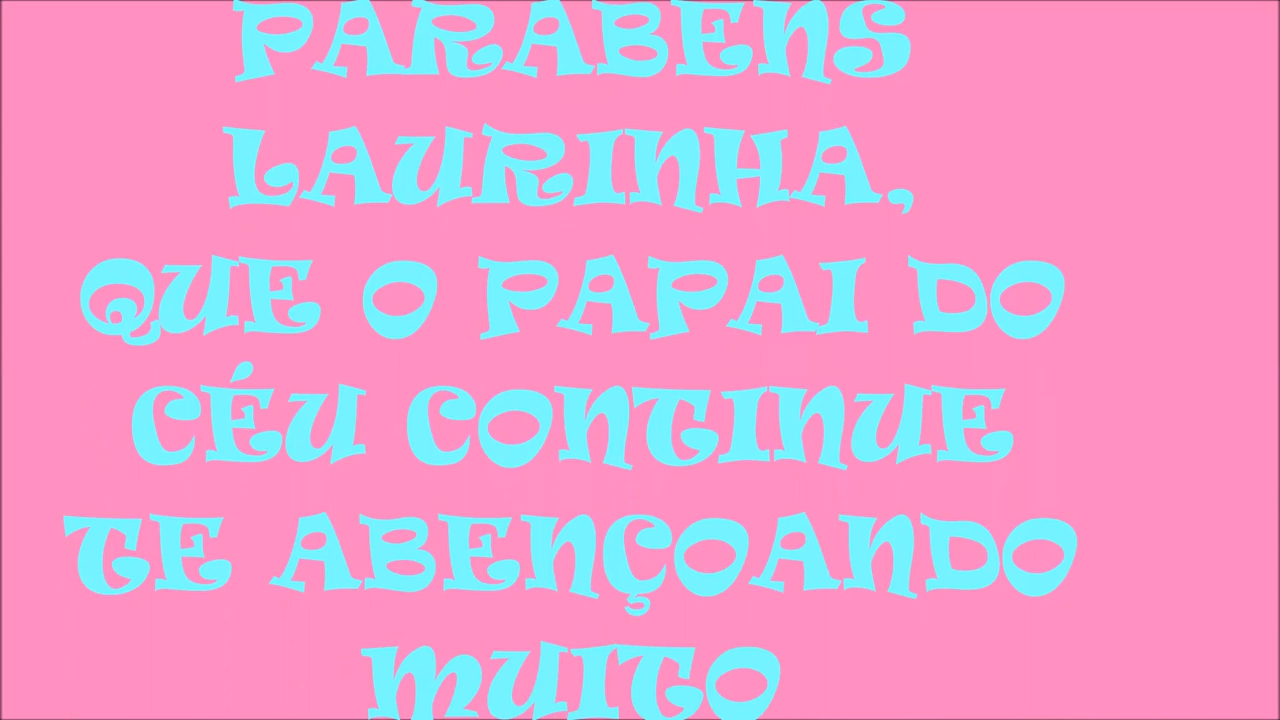 PARABENS
LAURINHA,
QUE O PAPAI DO
CÉU CONTINUE
TE ABENÇOANDO
MUITO